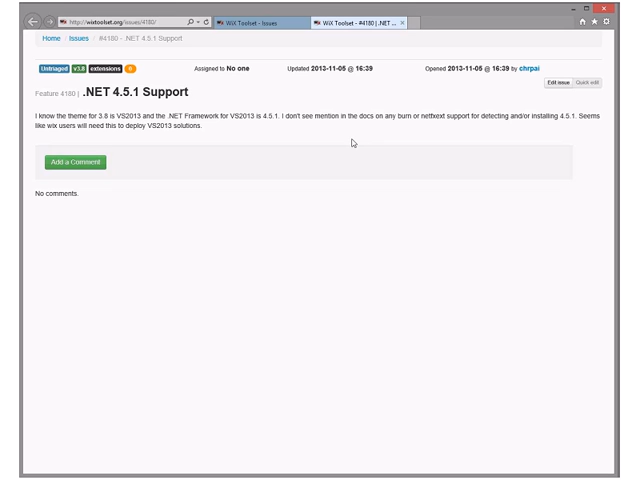 http://wixtoolset.org/issues/4180/
WiX Toolset - Issues
WiX Toolset - #4180 | .NET ...
Home / Issues / #4180 - .NET 4.5.1 Support
Untriaged v3.8 extensions 0
Assigned to No one
Updated 2013-11-05 @ 16:39
Opened 2013-11-05 @ 16:39 by chrpai
Edit issue Quick edit
Feature 4180 | .NET 4.5.1 Support
I know the theme for 3.8 is VS2013 and the .NET Framework for VS2013 is 4.5.1. I don't see mention in the docs on any burn or netfxext support for detecting and/or installing 4.5.1. Seems
like wix users will need this to deploy VS2013 solutions.
Add a Comment
No comments.